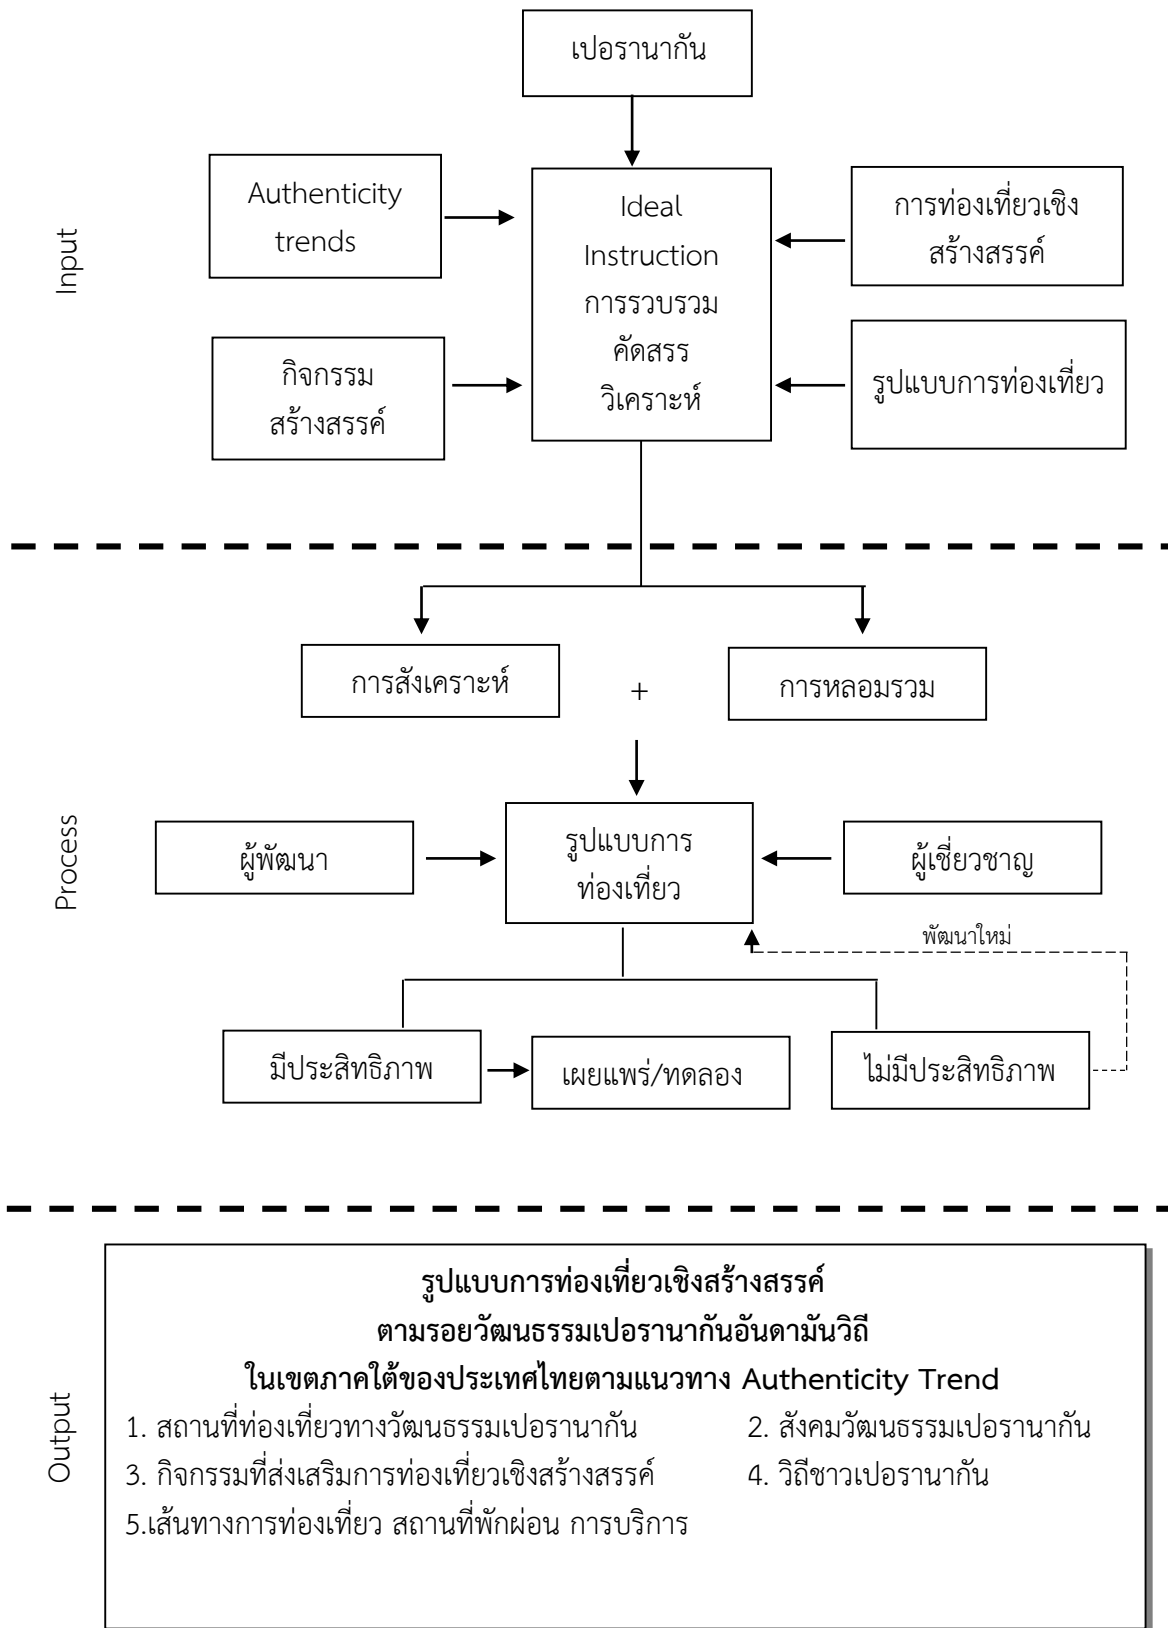 เปอรานากัน
Input
Authenticity
trends
Ideal
Instruction
การรวบรวม
คัดสรร
วิเคราะห์
การท่องเที่ยวเชิง
สร้างสรรค์
กิจกรรม
สร้างสรรค์
รูปแบบการท่องเที่ยว
Process
การสังเคราะห์
+
การหลอมรวม
ผู้พัฒนา
รูปแบบการ
ท่องเที่ยว
ผู้เชี่ยวชาญ
พัฒนาใหม่
มีประสิทธิภาพ
เผยแพร่/ทดลอง
ไม่มีประสิทธิภาพ
Output
รูปแบบการท่องเที่ยวเชิงสร้างสรรค์
ตามรอยวัฒนธรรมเปอรานากันอันดามันวิถี
ในเขตภาคใต้ของประเทศไทยตามแนวทาง Authenticity Trend
1. สถานที่ท่องเที่ยวทางวัฒนธรรมเปอรานากัน 2. สังคมวัฒนธรรมเปอรานากัน
3. กิจกรรมที่ส่งเสริมการท่องเที่ยวเชิงสร้างสรรค์ 4. วิถีชาวเปอรานากัน
5.เส้นทางการท่องเที่ยว สถานที่พักผ่อน การบริการ